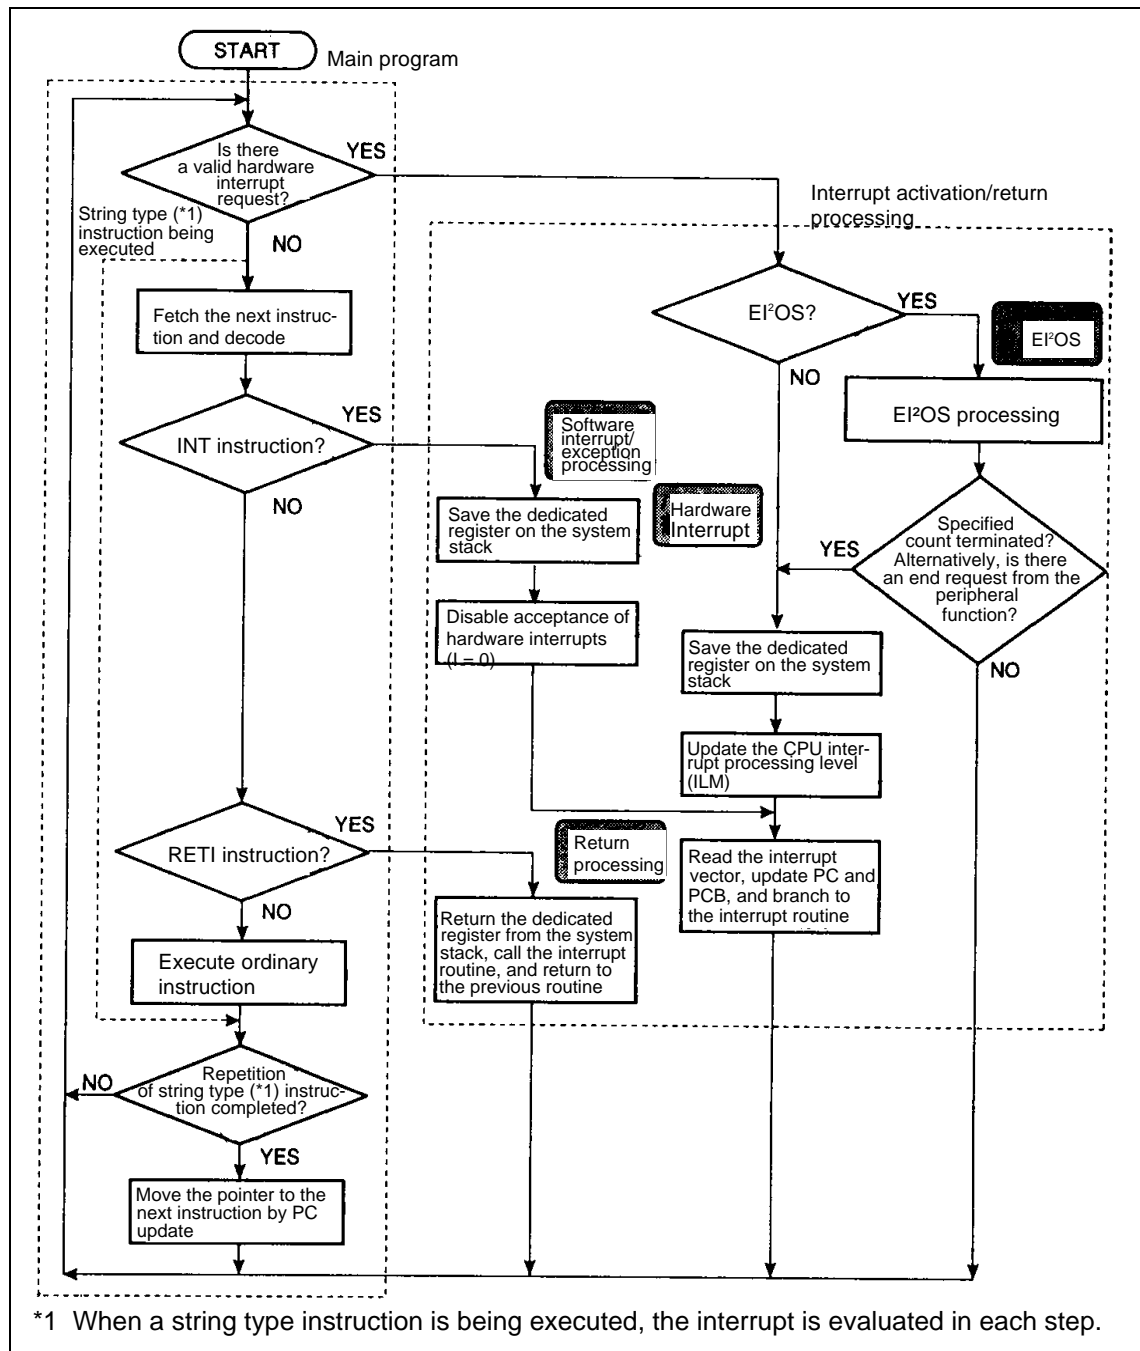 START
Main program
Is there
a valid hardware
interrupt
request?
YES
NO
String type (*1)
instruction being
executed
Interrupt activation/return
processing
Fetch the next instruc-
tion and decode
EI²OS?
YES
NO
EI²OS
EI²OS processing
INT instruction?
YES
NO
Software
interrupt/
exception
processing
Save the dedicated
register on the system
stack
Hardware
Interrupt
Specified
count terminated?
Alternatively, is there
an end request from the
peripheral
function?
YES
NO
Disable acceptance of
hardware interrupts
(I = 0)
Save the dedicated
register on the system
stack
Update the CPU inter-
rupt processing level
(ILM)
RETI instruction?
YES
NO
Return
processing
Read the interrupt
vector, update PC and
PCB, and branch to
the interrupt routine
Return the dedicated
register from the system
stack, call the interrupt
routine, and return to
the previous routine
Execute ordinary
instruction
Repetition
of string type (*1) instruc-
tion completed?
NO
YES
Move the pointer to the
next instruction by PC
update
*1 When a string type instruction is being executed, the interrupt is evaluated in each step.